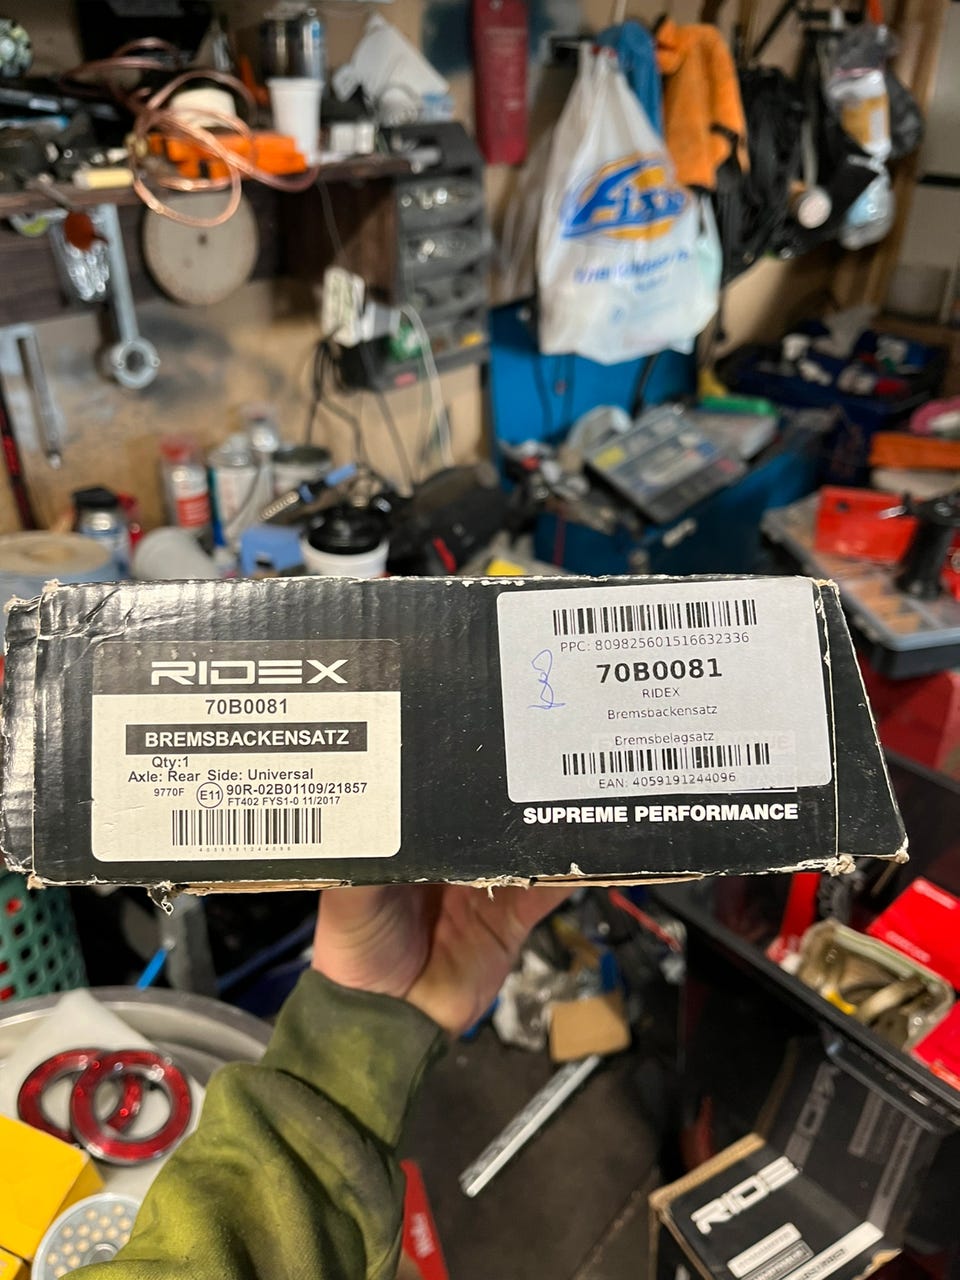 RIDEX
70B0081
BREMSBACKENSATZ
Qty:1
Axle: Rear Side: Universal
9770F E11 90R-02B01109/21857
FT402 FYS1-0 11/2017
4059191244096
PPC: 809825601516632336
70B0081
RIDEX
Bremsbackensatz
Bremsbelagsatz
EAN: 4059191244096
SUPREME PERFORMANCE